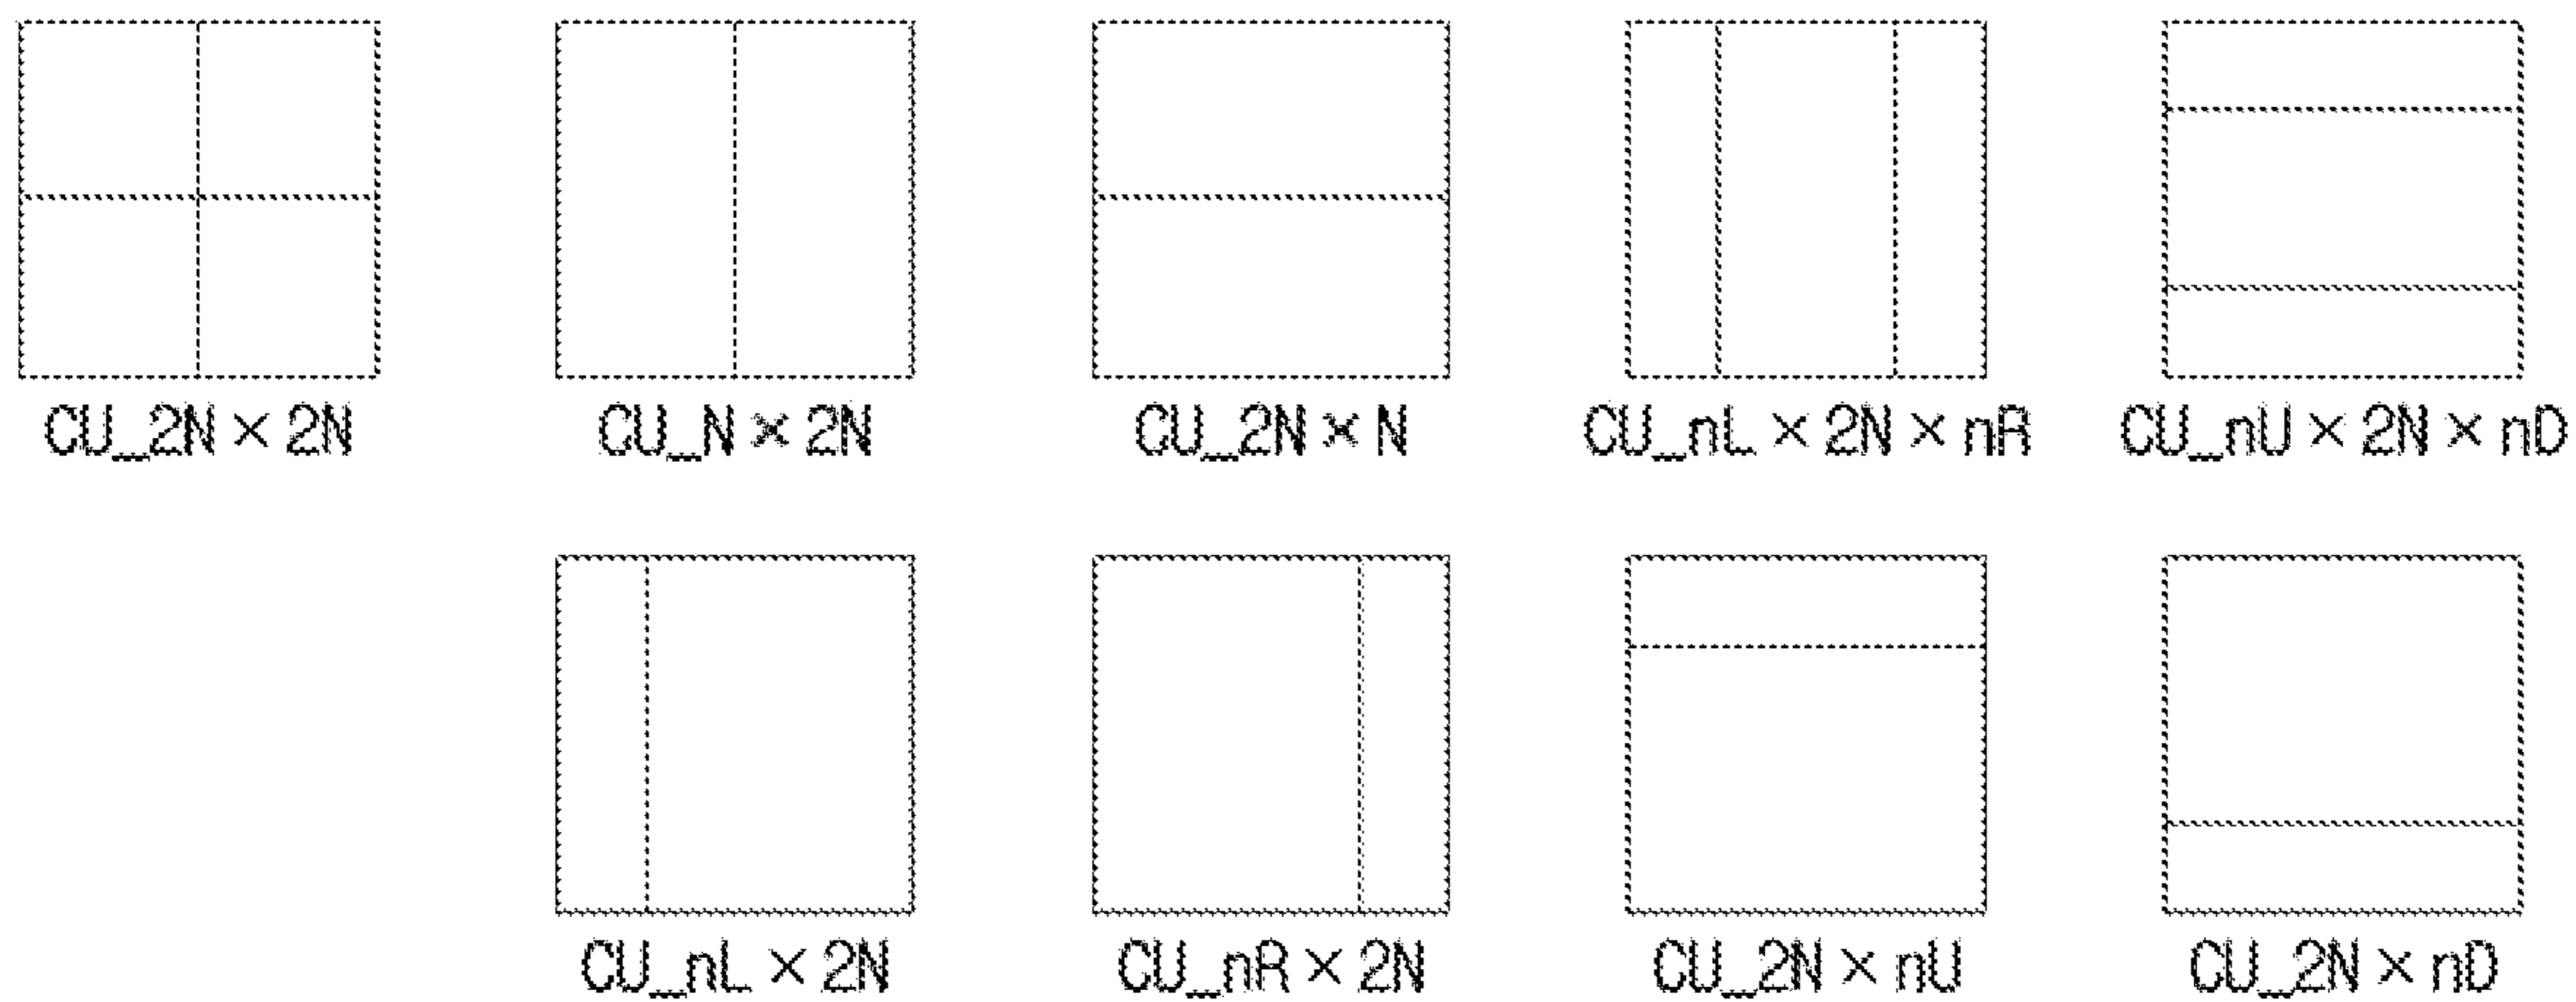 CU_2N × 2N
CU_N × 2N
CU_2N × N
CU_nL × 2N × nR
CU_nU × 2N × nD
CU_nL × 2N
CU_nR × 2N
CU_2N × nU
CU_2N × nD